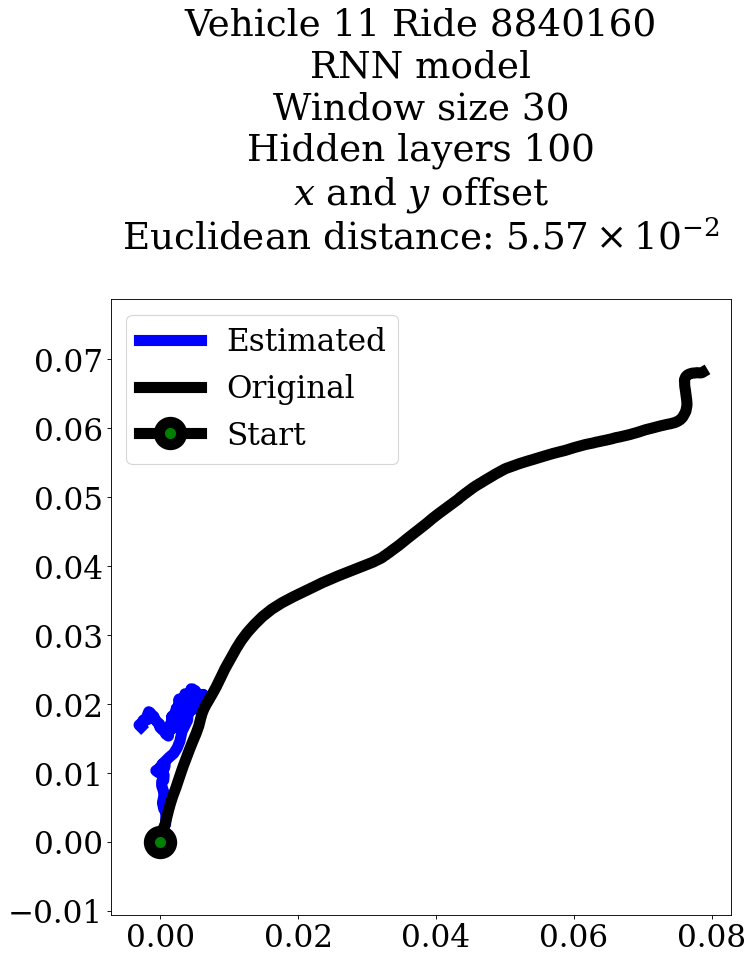 Vehicle 11 Ride 8840160
RNN model
Window size 30
Hidden layers 100
x and y offset
Euclidean distance: 5.57 × 10⁻²
Estimated
Original
Start
0.07
0.06
0.05
0.04
0.03
0.02
0.01
0.00
−0.01
0.00 0.02 0.04 0.06 0.08